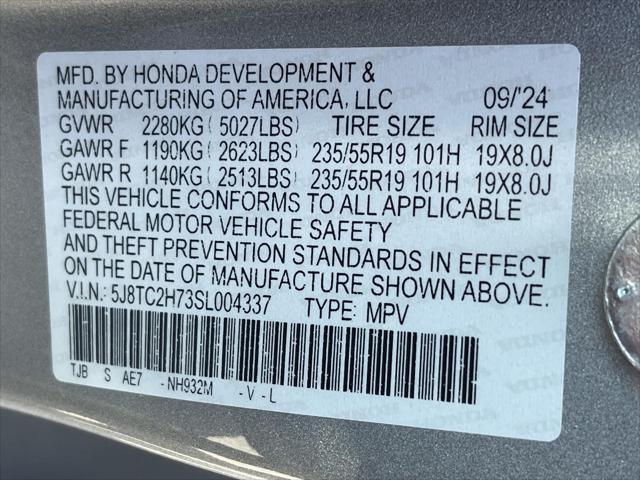 MFD. BY HONDA DEVELOPMENT &
MANUFACTURING OF AMERICA, LLC 09/'24
GVWR 2280KG ( 5027LBS) TIRE SIZE RIM SIZE
GAWR F 1190KG ( 2623LBS) 235/55R19 101H 19X8.0J
GAWR R 1140KG ( 2513LBS) 235/55R19 101H 19X8.0J
THIS VEHICLE CONFORMS TO ALL APPLICABLE
FEDERAL MOTOR VEHICLE SAFETY
AND THEFT PREVENTION STANDARDS IN EFFECT
ON THE DATE OF MANUFACTURE SHOWN ABOVE.
V.I.N.: 5J8TC2H73SL004337 TYPE: MPV
TJB S AE7 -NH932M -V-L